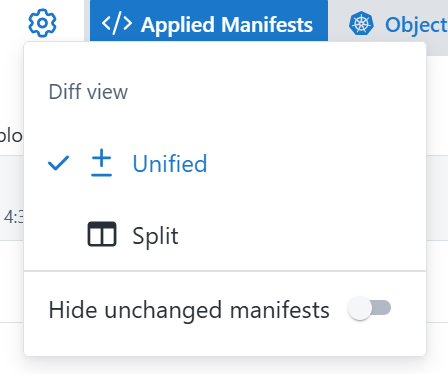 Applied Manifests
Object
Diff view
Unified
Split
Hide unchanged manifests